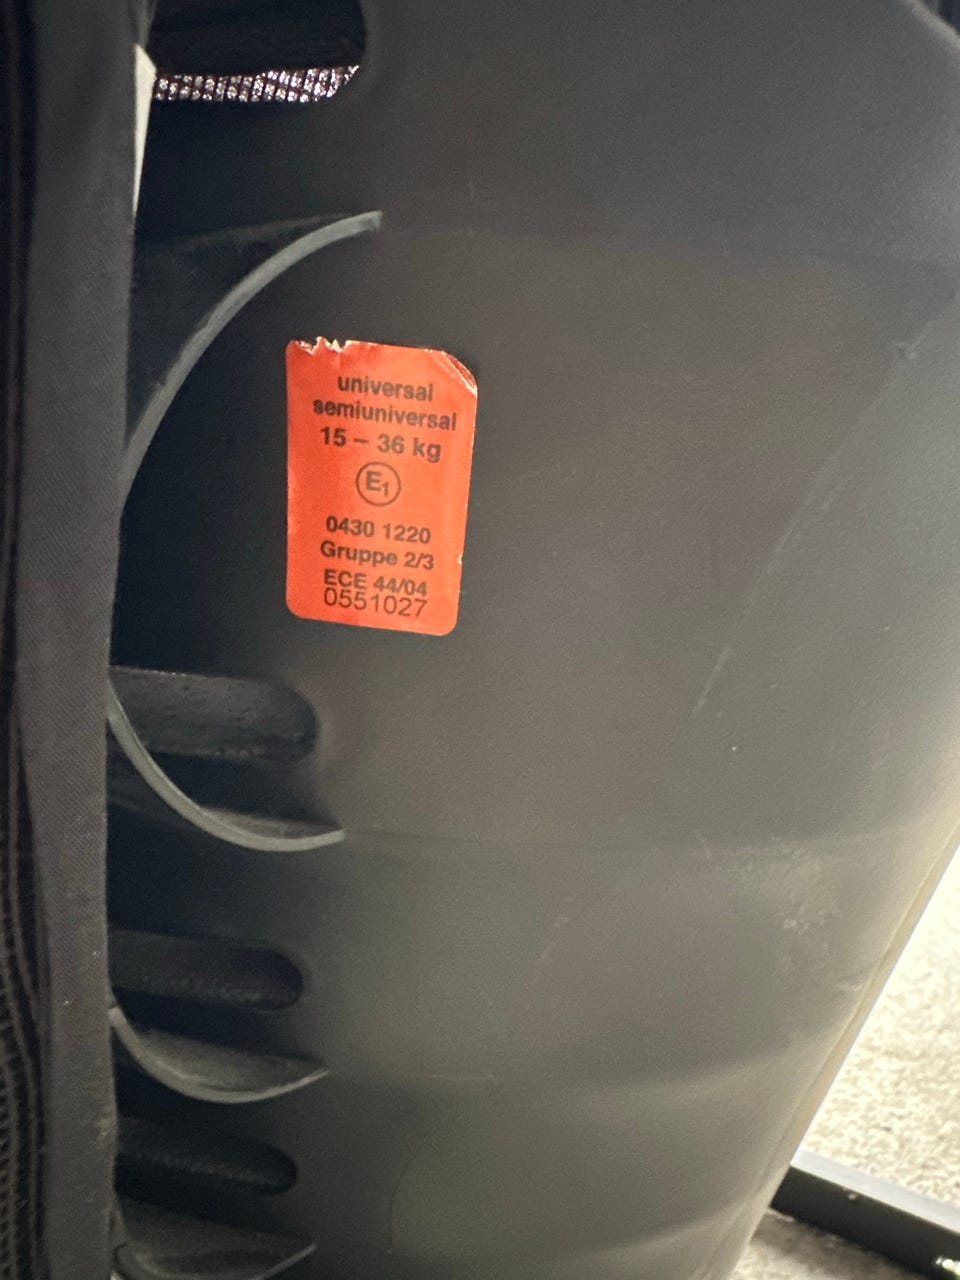 universal
semiuniversal
15 – 36 kg
E1
0430 1220
Gruppe 2/3
ECE 44/04
0551027